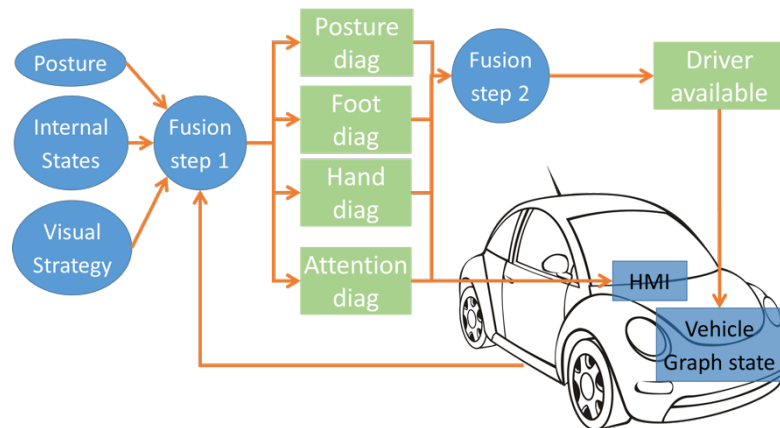 Posture
Internal
States
Visual
Strategy
Fusion
step 1
Posture
diag
Foot
diag
Hand
diag
Attention
diag
Fusion
step 2
Driver
available
HMI
Vehicle
Graph state